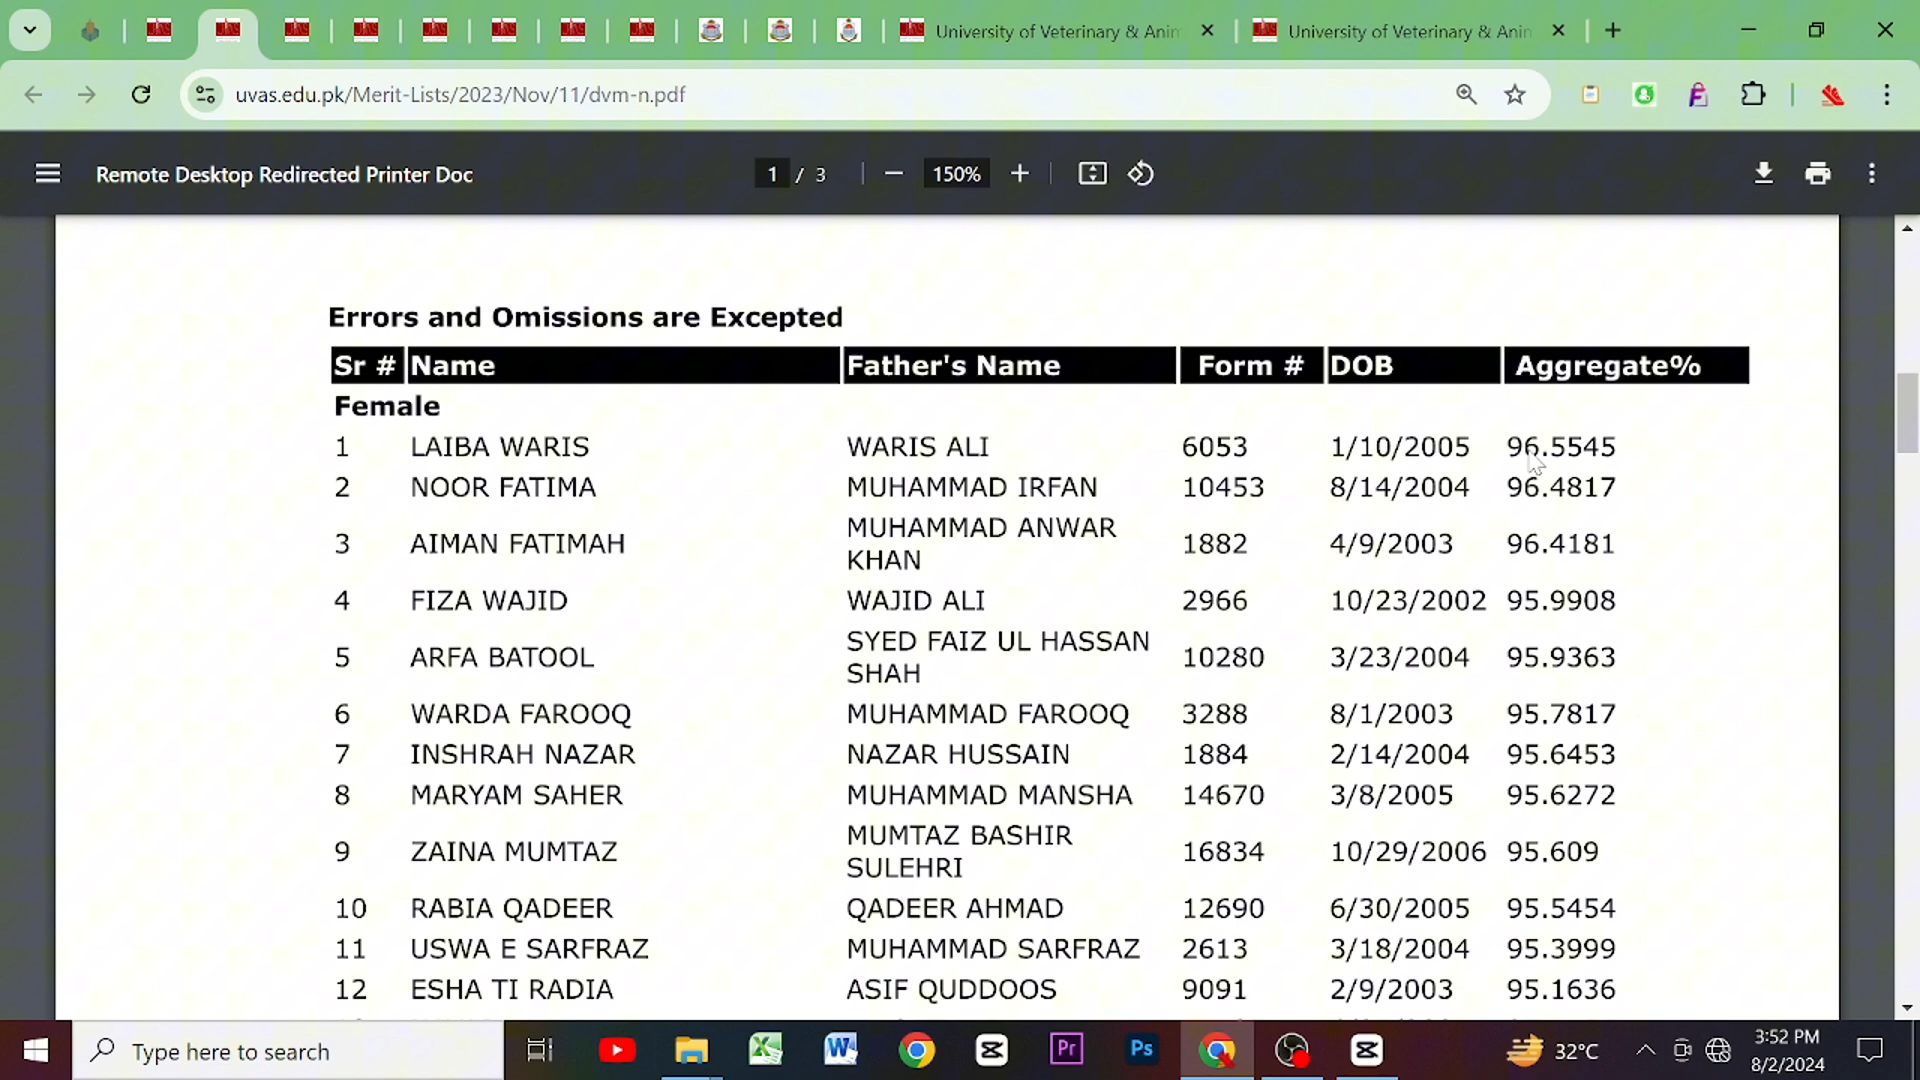 University of Veterinary & Anim
University of Veterinary & Anin
uvas.edu.pk/Merit-Lists/2023/Nov/11/dvm-n.pdf
Remote Desktop Redirected Printer Doc
1 / 3
150%
Errors and Omissions are Excepted
Sr # Name Father's Name Form # DOB Aggregate%
Female
1 LAIBA WARIS WARIS ALI 6053 1/10/2005 96.5545
2 NOOR FATIMA MUHAMMAD IRFAN 10453 8/14/2004 96.4817
3 AIMAN FATIMAH MUHAMMAD ANWAR KHAN 1882 4/9/2003 96.4181
4 FIZA WAJID WAJID ALI 2966 10/23/2002 95.9908
5 ARFA BATOOL SYED FAIZ UL HASSAN SHAH 10280 3/23/2004 95.9363
6 WARDA FAROOQ MUHAMMAD FAROOQ 3288 8/1/2003 95.7817
7 INSHRAH NAZAR NAZAR HUSSAIN 1884 2/14/2004 95.6453
8 MARYAM SAHER MUHAMMAD MANSHA 14670 3/8/2005 95.6272
9 ZAINA MUMTAZ MUMTAZ BASHIR SULEHRI 16834 10/29/2006 95.609
10 RABIA QADEER QADEER AHMAD 12690 6/30/2005 95.5454
11 USWA E SARFRAZ MUHAMMAD SARFRAZ 2613 3/18/2004 95.3999
12 ESHA TI RADIA ASIF QUDDOOS 9091 2/9/2003 95.1636
Type here to search
Pr
Ps
32°C
3:52 PM
8/2/2024